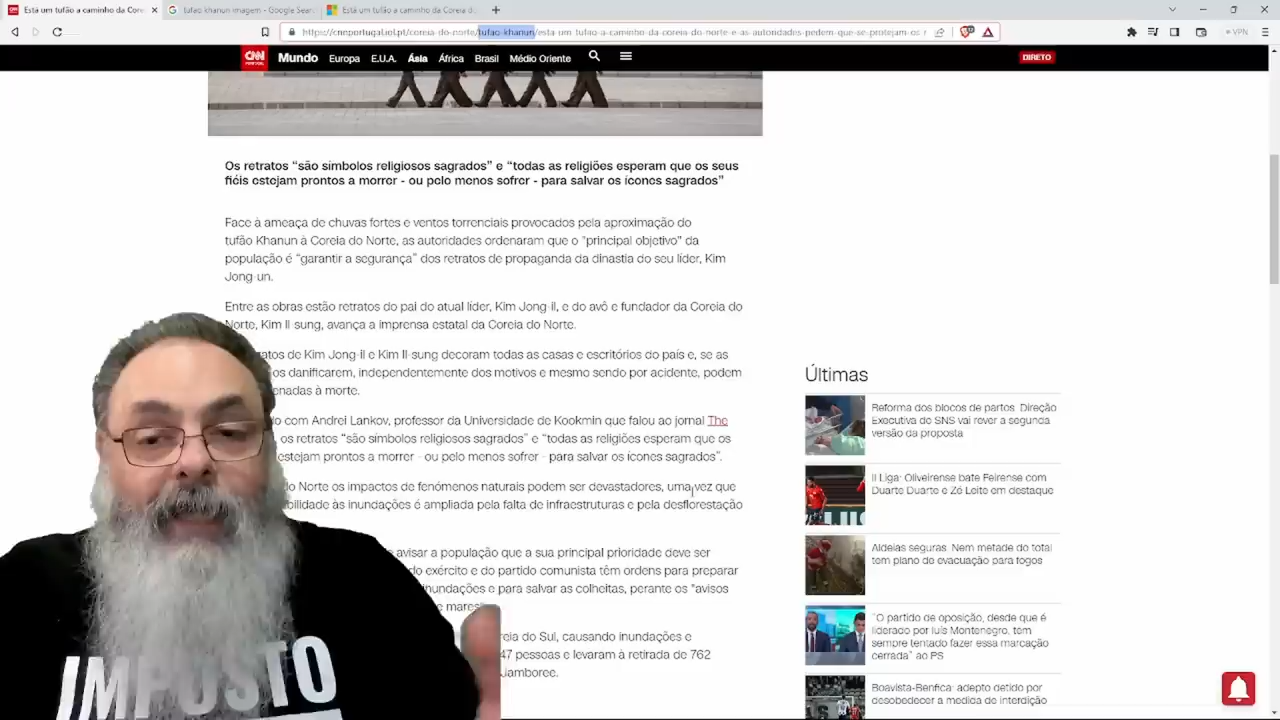 Está um tufão a caminho da Core
tufao khanun imagem - Google
Está um tufão a caminho da Coreia do
https://cnnportugal.iol.pt/coreia-do-norte/tufao-khanun/esta-um-tufao-a-caminho-da-coreia-do-norte-e-as-autoridades-pedem-que-se-protejam-os-r
VPN
CNN
PORTUGAL
Mundo Europa E.U.A. Ásia África Brasil Médio Oriente
DIRETO
Os retratos “são símbolos religiosos sagrados” e “todas as religiões esperam que os seus
fiéis estejam prontos a morrer - ou pelo menos sofrer - para salvar os ícones sagrados”
Face à ameaça de chuvas fortes e ventos torrenciais provocados pela aproximação do
tufão Khanun à Coreia do Norte, as autoridades ordenaram que o "principal objetivo" da
população é “garantir a segurança” dos retratos de propaganda da dinastia do seu líder, Kim
Jong-un.
Entre as obras estão retratos do pai do atual líder, Kim Jong-il, e do avô e fundador da Coreia do
Norte, Kim Il-sung, avança a imprensa estatal da Coreia do Norte.
ratos de Kim Jong-il e Kim Il-sung decoram todas as casas e escritórios do país e, se as
os danificarem, independentemente dos motivos e mesmo sendo por acidente, podem
enadas à morte.
do com Andrei Lankov, professor da Universidade de Kookmin que falou ao jornal The
, os retratos “são símbolos religiosos sagrados” e “todas as religiões esperam que os
estejam prontos a morrer - ou pelo menos sofrer - para salvar os ícones sagrados”.
o Norte os impactos de fenómenos naturais podem ser devastadores, uma vez que
bilidade às inundações é ampliada pela falta de infraestruturas e pela desflorestação
avisar a população que a sua principal prioridade deve ser
do exército e do partido comunista têm ordens para preparar
inundações e para salvar as colheitas, perante os “avisos
e mares”
reia do Sul, causando inundações e
47 pessoas e levaram à retirada de 762
Jamboree.
Últimas
Reforma dos blocos de partos. Direção
Executiva do SNS vai rever a segunda
versão da proposta
II Liga: Oliveirense bate Feirense com
Duarte Duarte e Zé Leite em destaque
Aldeias seguras. Nem metade do total
tem plano de evacuação para fogos
“O partido de oposição, desde que é
liderado por luís Montenegro, tem
sempre tentado fazer essa marcação
cerrada” ao PS
Boavista-Benfica: adepto detido por
desobedecer a medida de interdição
IMPOSTO